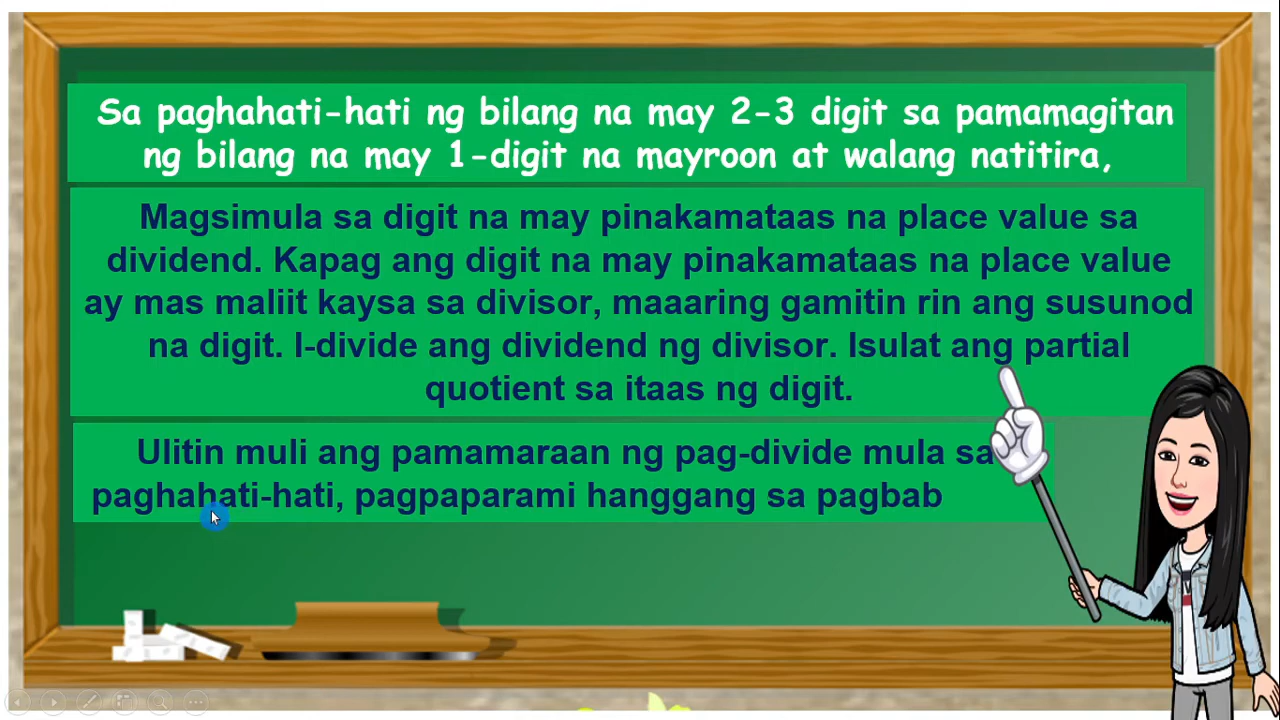 Sa paghahati-hati ng bilang na may 2-3 digit sa pamamagitan
ng bilang na may 1-digit na mayroon at walang natitira,
Magsimula sa digit na may pinakamataas na place value sa
dividend. Kapag ang digit na may pinakamataas na place value
ay mas maliit kaysa sa divisor, maaaring gamitin rin ang susunod
na digit. I-divide ang dividend ng divisor. Isulat ang partial
quotient sa itaas ng digit.
Ulitin muli ang pamamaraan ng pag-divide mula sa
paghahati-hati, pagpaparami hanggang sa pagbab